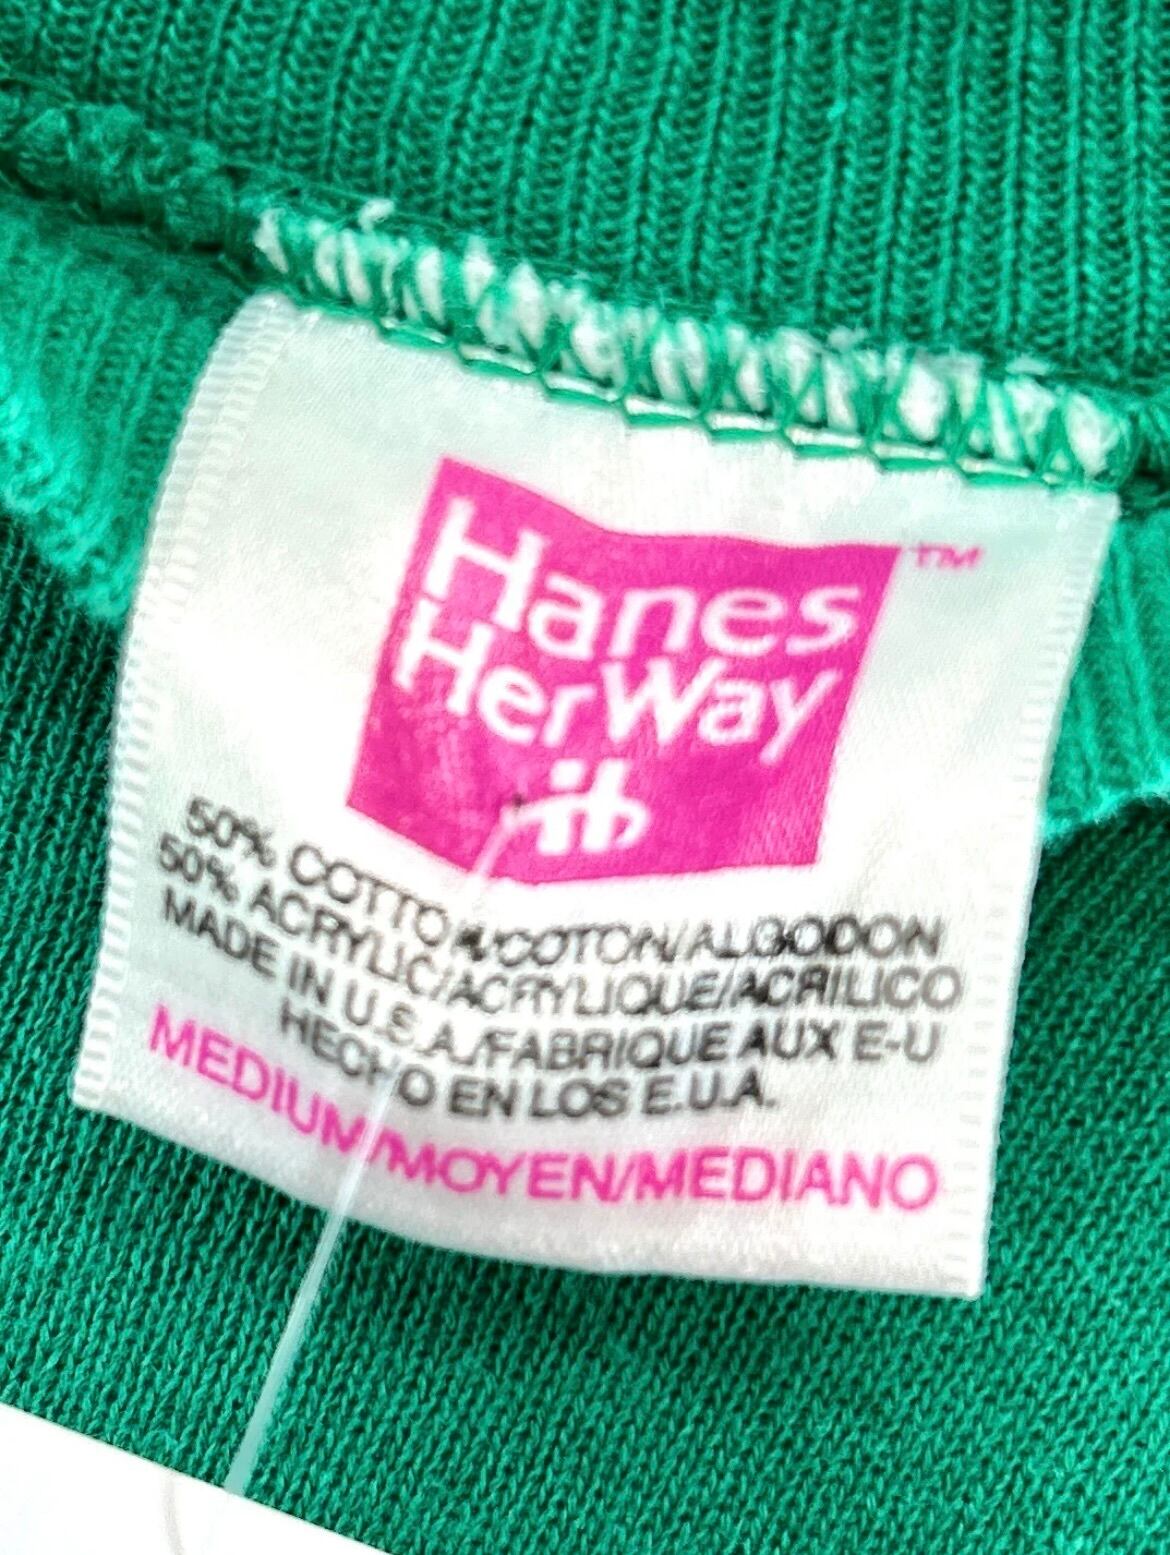 Hanes
HerWay
TM
50% COTTON/COTON/ALGODON
50% ACRYLIC/ACRYLIQUE/ACRILICO
MADE IN U.S.A./FABRIQUE AUX E-U
HECHO EN LOS E.U.A.
MEDIUM/MOYEN/MEDIANO